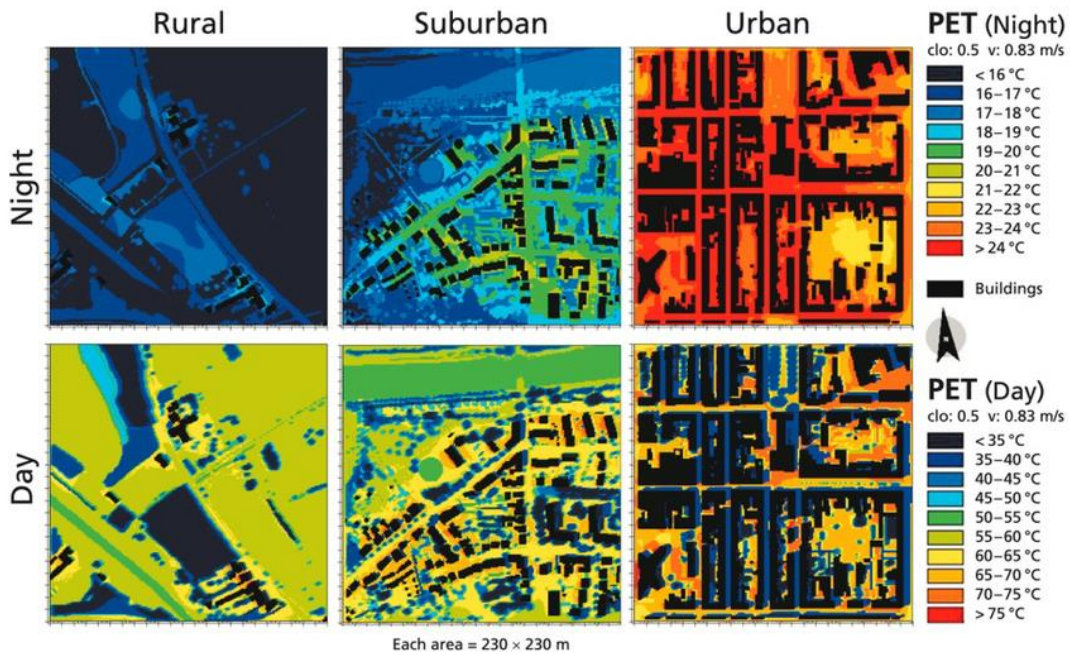 Rural Suburban Urban
Night
Day
PET (Night)
clo: 0.5 v: 0.83 m/s
< 16 °C
16–17 °C
17–18 °C
18–19 °C
19–20 °C
20–21 °C
21–22 °C
22–23 °C
23–24 °C
> 24 °C
Buildings
PET (Day)
clo: 0.5 v: 0.83 m/s
< 35 °C
35–40 °C
40–45 °C
45–50 °C
50–55 °C
55–60 °C
60–65 °C
65–70 °C
70–75 °C
> 75 °C
Each area = 230 × 230 m